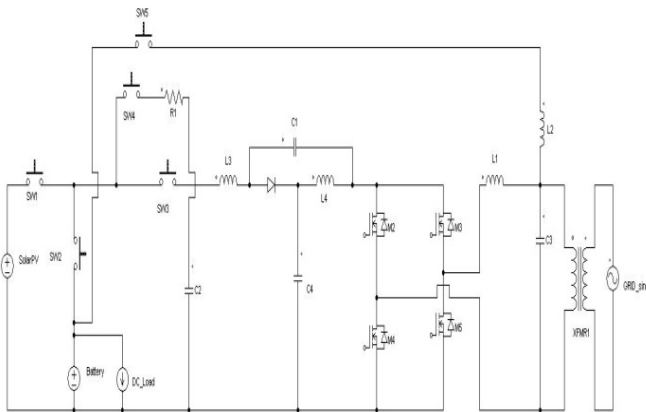 SW5
SW4
R1
C1
L2
L3
L1
SW1
SW3
L4
M2
M3
SolarPV
SW2
C3
C2
C4
GRID_sin
M4
M5
XFMR1
Battery
DC_Load